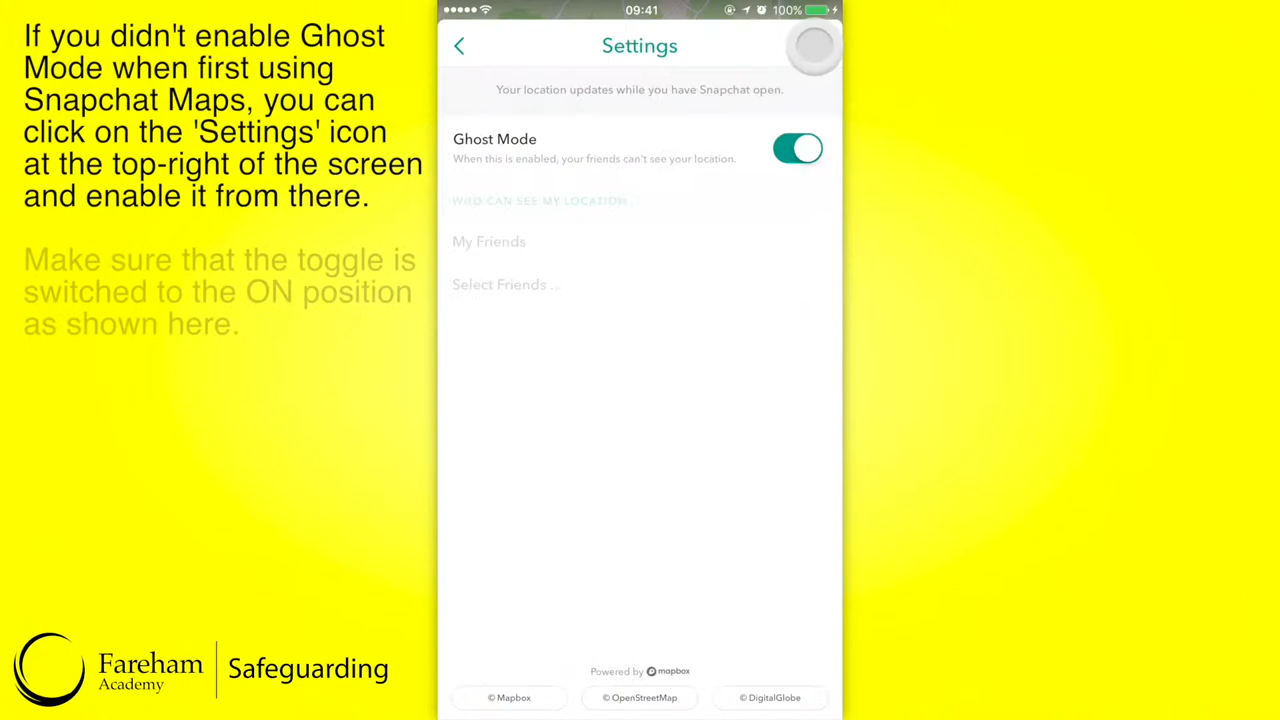 If you didn't enable Ghost
Mode when first using
Snapchat Maps, you can
click on the 'Settings' icon
at the top-right of the screen
and enable it from there.
Make sure that the toggle is
switched to the ON position
as shown here.
Fareham
Academy
Safeguarding
09:41
100%
Settings
Your location updates while you have Snapchat open.
Ghost Mode
When this is enabled, your friends can't see your location.
WHO CAN SEE MY LOCATION...
My Friends
Select Friends ..
Powered by mapbox
© Mapbox
© OpenStreetMap
© DigitalGlobe